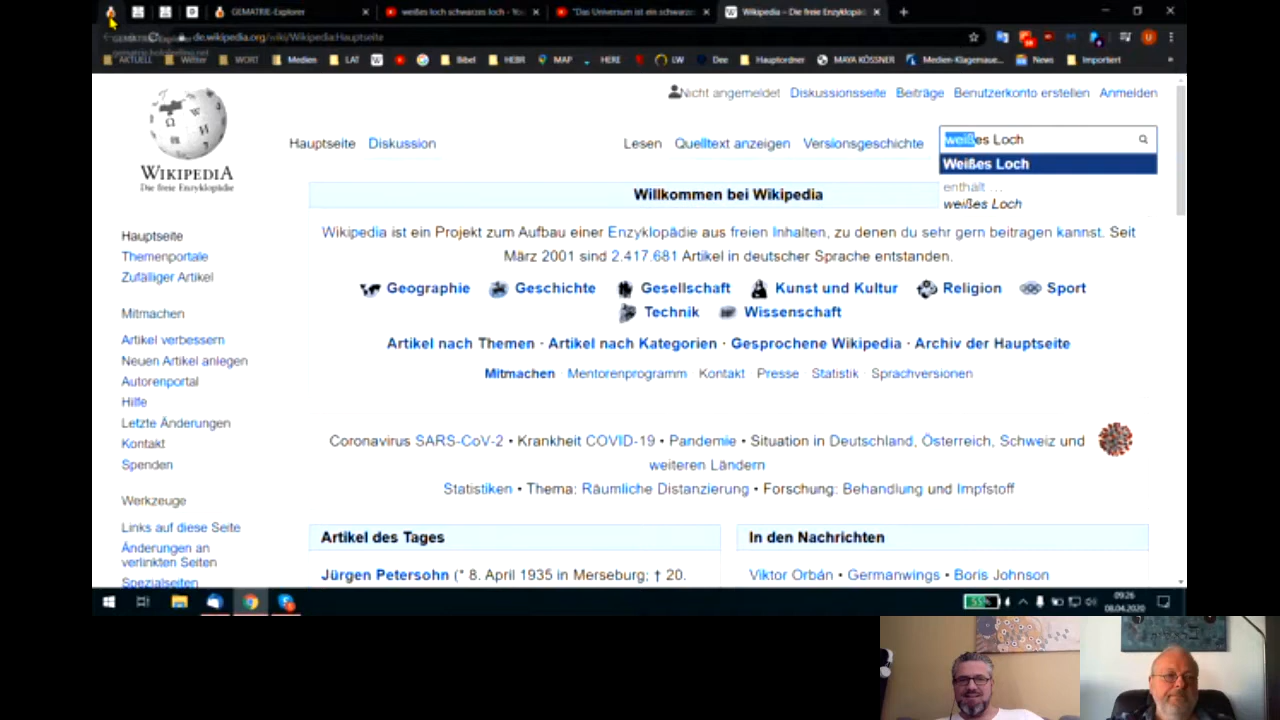 GEMATRIE-Explorer
weißes loch schwarzes loch - You
"Das Universum ist ein schwarze
Wikipedia – Die freie Enzyklopäd
de.wikipedia.org/wiki/Wikipedia:Hauptseite
AKTUELL Wörter WORT Medien LAT Bibel HEBR MAP HERE LW Dee Hauptordner MAYA KÖSSNER Medien-Klagemaue... News Importiert
Nicht angemeldet Diskussionsseite Beiträge Benutzerkonto erstellen Anmelden
Hauptseite Diskussion Lesen Quelltext anzeigen Versionsgeschichte
weißes Loch
Weißes Loch
enthält ...
weißes Loch
WIKIPEDIA
Die freie Enzyklopädie
Hauptseite
Themenportale
Zufälliger Artikel
Mitmachen
Artikel verbessern
Neuen Artikel anlegen
Autorenportal
Hilfe
Letzte Änderungen
Kontakt
Spenden
Werkzeuge
Links auf diese Seite
Änderungen an
verlinkten Seiten
Spezialseiten
Willkommen bei Wikipedia
Wikipedia ist ein Projekt zum Aufbau einer Enzyklopädie aus freien Inhalten, zu denen du sehr gern beitragen kannst. Seit
März 2001 sind 2.417.681 Artikel in deutscher Sprache entstanden.
Geographie Geschichte Gesellschaft Kunst und Kultur Religion Sport
Technik Wissenschaft
Artikel nach Themen · Artikel nach Kategorien · Gesprochene Wikipedia · Archiv der Hauptseite
Mitmachen Mentorenprogramm Kontakt Presse Statistik Sprachversionen
Coronavirus SARS-CoV-2 • Krankheit COVID-19 • Pandemie • Situation in Deutschland, Österreich, Schweiz und
weiteren Ländern
Statistiken • Thema: Räumliche Distanzierung • Forschung: Behandlung und Impfstoff
Artikel des Tages
Jürgen Petersohn (* 8. April 1935 in Merseburg; † 20.
In den Nachrichten
Viktor Orbán • Germanwings • Boris Johnson
55%
09:26
08.04.2020